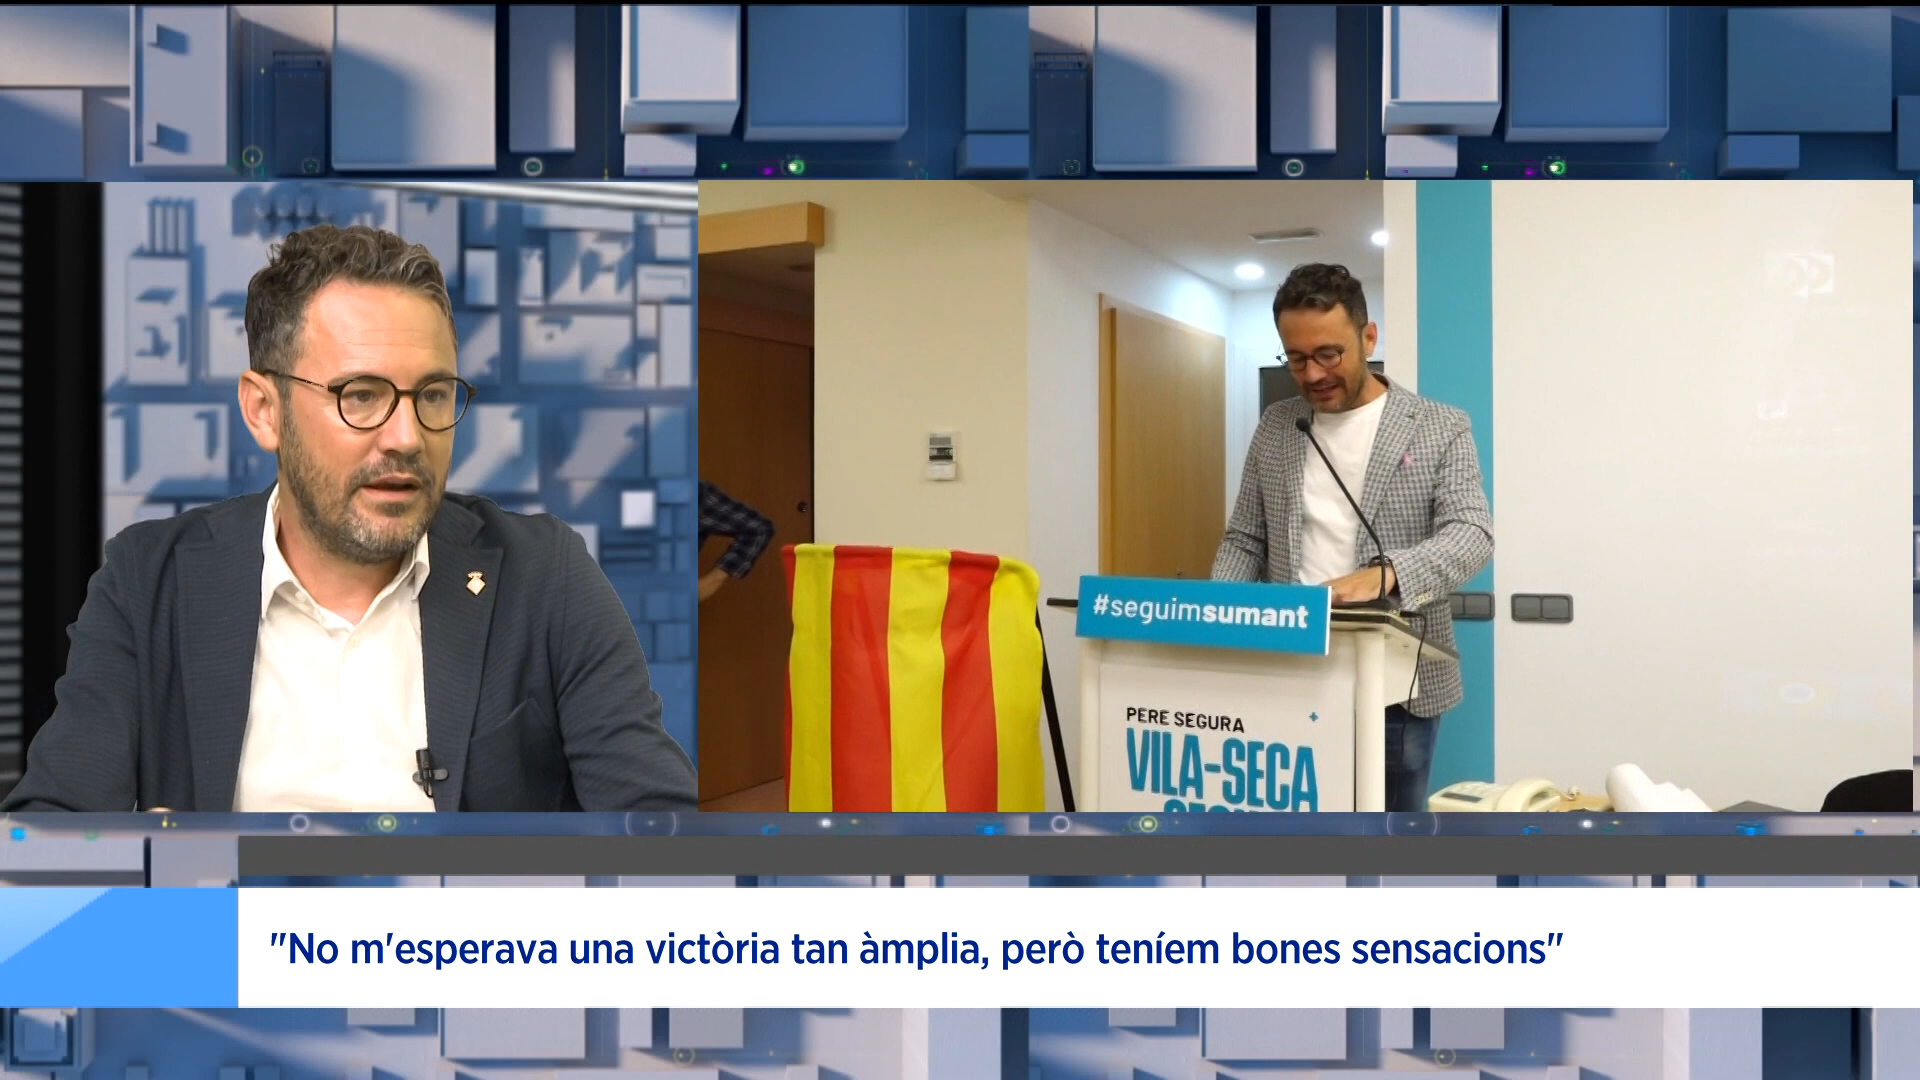 #seguimsumant
PERE SEGURA
VILA-SECA
"No m'esperava una victòria tan àmplia, però teníem bones sensacions"